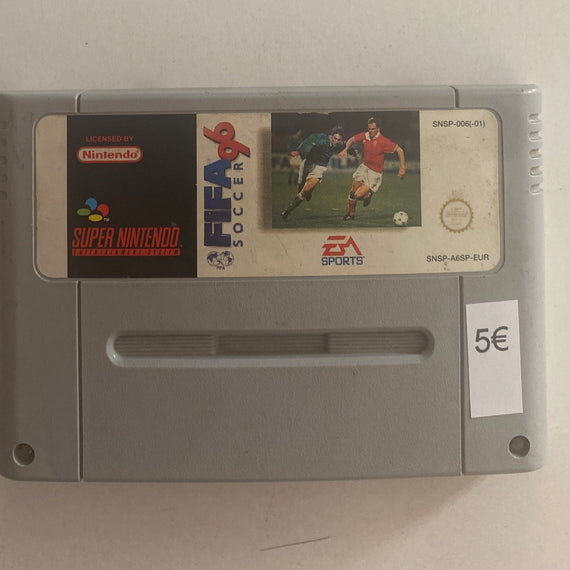 LICENSED BY
Nintendo
SUPER NINTENDO
ENTERTAINMENT SYSTEM
FIFA 96
SOCCER
FIFA
EA
SPORTS
SNSP-006(-01)
SNSP-A6SP-EUR
5€